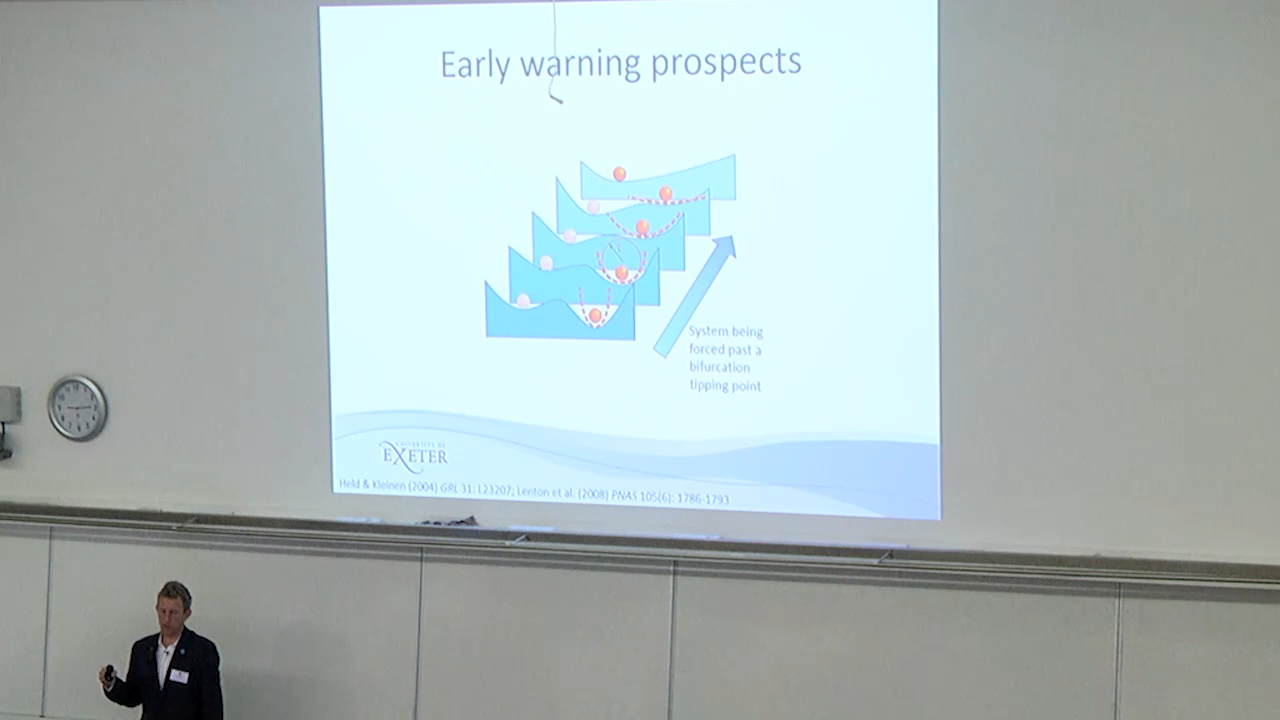 Early warning prospects
System being
forced past a
bifurcation
tipping point
UNIVERSITY OF
EXETER
Held & Kleinen (2004) GRL 31: L23207; Lenton et al. (2008) PNAS 105(6): 1786-1793